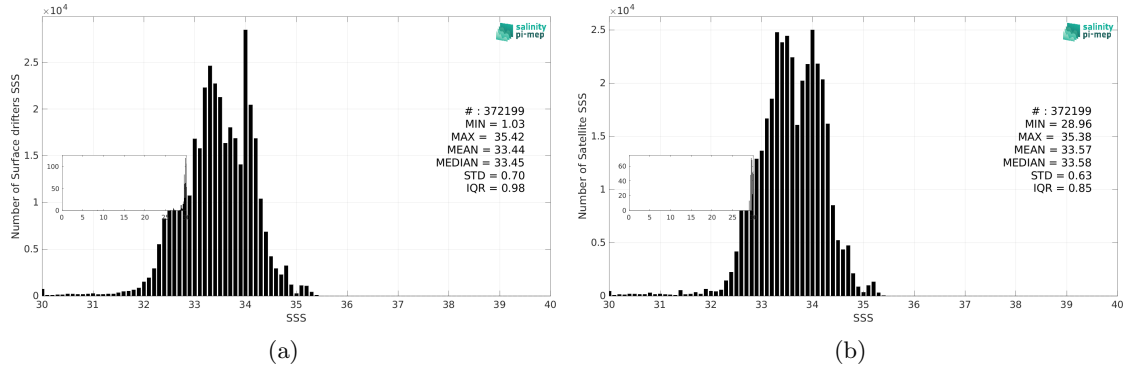 ×10⁴
3
2.5
2
1.5
1
0.5
0
Number of Surface drifters SSS
salinity
pi-mep
# : 372199
MIN = 1.03
MAX = 35.42
MEAN = 33.44
MEDIAN = 33.45
STD = 0.70
IQR = 0.98
100
50
0
0 5 10 15 20 25
30 31 32 33 34 35 36 37 38 39 40
SSS
(a)
×10⁴
2.5
2
1.5
1
0.5
0
Number of Satellite SSS
salinity
pi-mep
# : 372199
MIN = 28.96
MAX = 35.38
MEAN = 33.57
MEDIAN = 33.58
STD = 0.63
IQR = 0.85
60
40
20
0
0 5 10 15 20 25
30 31 32 33 34 35 36 37 38 39 40
SSS
(b)